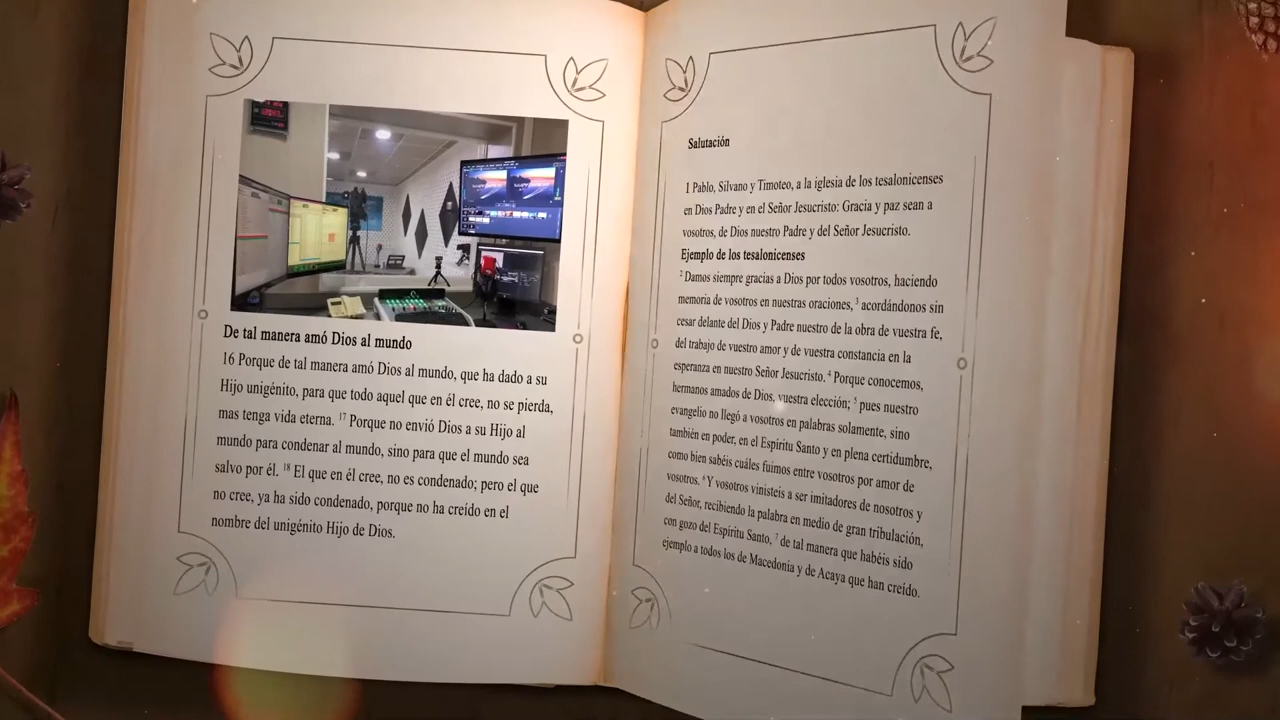 De tal manera amó Dios al mundo
16 Porque de tal manera amó Dios al mundo, que ha dado a su
Hijo unigénito, para que todo aquel que en él cree, no se pierda,
mas tenga vida eterna. 17 Porque no envió Dios a su Hijo al
mundo para condenar al mundo, sino para que el mundo sea
salvo por él. 18 El que en él cree, no es condenado; pero el que
no cree, ya ha sido condenado, porque no ha creído en el
nombre del unigénito Hijo de Dios.
Salutación
1 Pablo, Silvano y Timoteo, a la iglesia de los tesalonicenses
en Dios Padre y en el Señor Jesucristo: Gracia y paz sean a
vosotros, de Dios nuestro Padre y del Señor Jesucristo.
Ejemplo de los tesalonicenses
2 Damos siempre gracias a Dios por todos vosotros, haciendo
memoria de vosotros en nuestras oraciones, 3 acordándonos sin
cesar delante del Dios y Padre nuestro de la obra de vuestra fe,
del trabajo de vuestro amor y de vuestra constancia en la
esperanza en nuestro Señor Jesucristo. 4 Porque conocemos,
hermanos amados de Dios, vuestra elección; 5 pues nuestro
evangelio no llegó a vosotros en palabras solamente, sino
también en poder, en el Espíritu Santo y en plena certidumbre,
como bien sabéis cuáles fuimos entre vosotros por amor de
vosotros. 6 Y vosotros vinisteis a ser imitadores de nosotros y
del Señor, recibiendo la palabra en medio de gran tribulación,
con gozo del Espíritu Santo, 7 de tal manera que habéis sido
ejemplo a todos los de Macedonia y de Acaya que han creído.